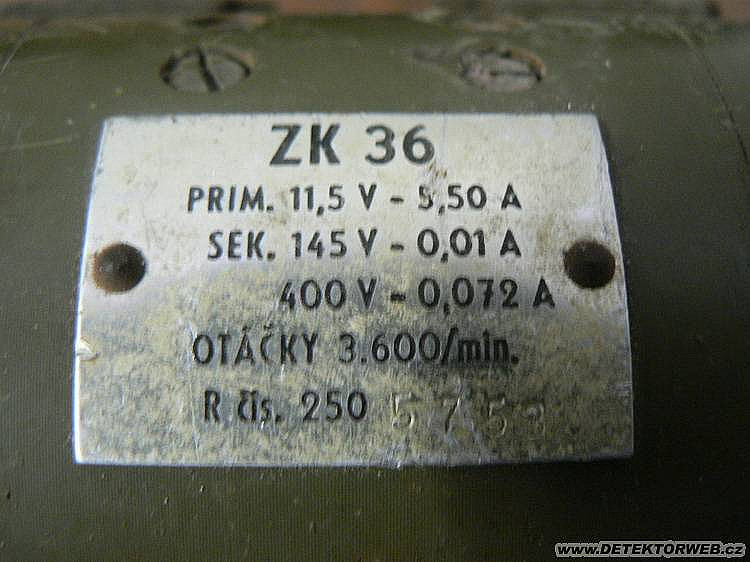 ZK 36
PRIM. 11,5 V - 5,50 A
SEK. 145 V - 0,01 A
400 V - 0,072 A
OTÁČKY 3.600/min.
R čís. 250
www.DETEKTORWEB.cz